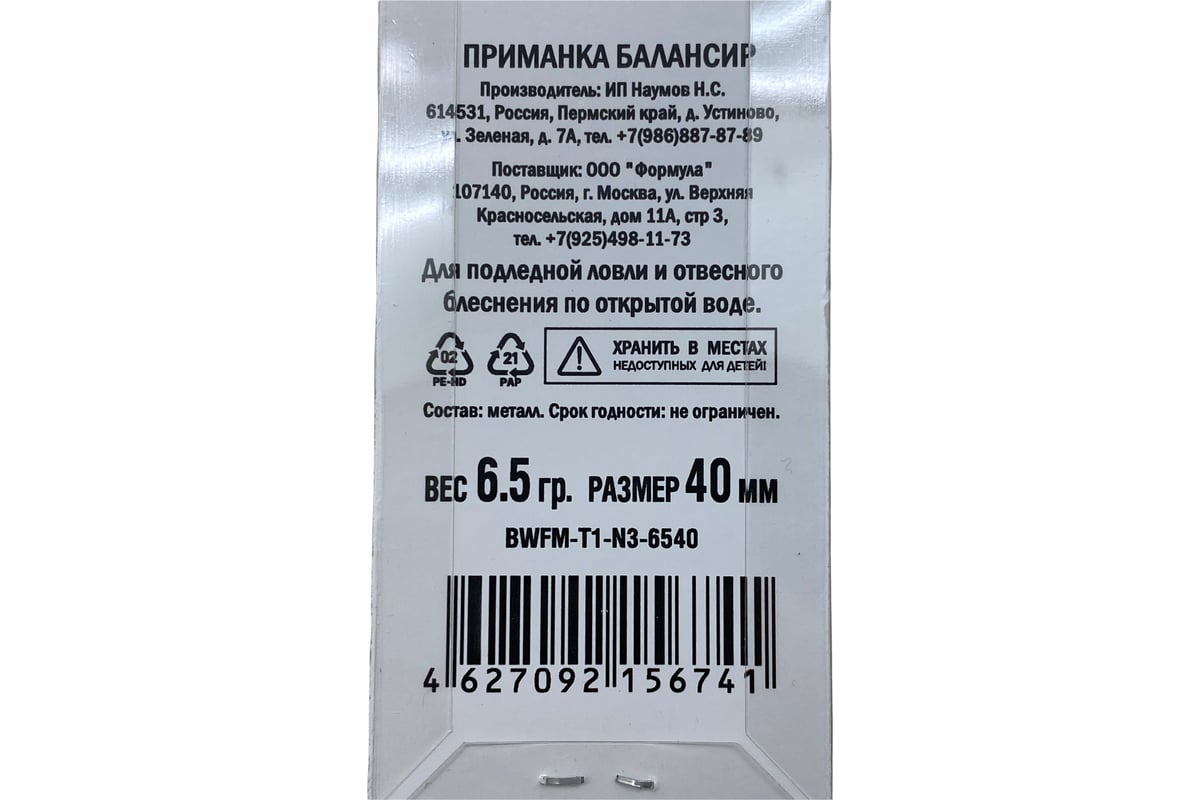 ПРИМАНКА БАЛАНСИР
Производитель: ИП Наумов Н.С.
614531, Россия, Пермский край, д. Устиново,
ул. Зеленая, д. 7А, тел. +7(986)887-87-89
Поставщик: ООО "Формула"
107140, Россия, г. Москва, ул. Верхняя
Красносельская, дом 11А, стр 3,
тел. +7(925)498-11-73
Для подледной ловли и отвесного
блеснения по открытой воде.
02 21 ХРАНИТЬ В МЕСТАХ
PE-HD PAP НЕДОСТУПНЫХ ДЛЯ ДЕТЕЙ!
Состав: металл. Срок годности: не ограничен.
ВЕС 6.5 гр. РАЗМЕР 40 мм
BWFM-T1-N3-6540
4 627092 156741